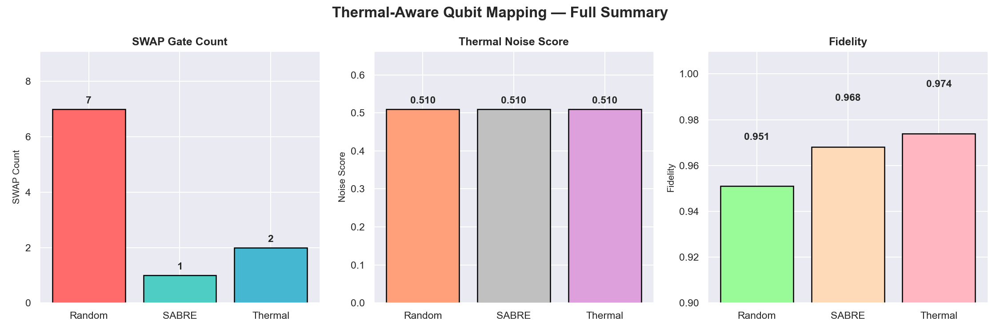 Thermal-Aware Qubit Mapping — Full Summary
SWAP Gate Count
SWAP Count
8
6
4
2
0
7
1
2
Random SABRE Thermal
Thermal Noise Score
Noise Score
0.6
0.5
0.4
0.3
0.2
0.1
0.0
0.510 0.510 0.510
Random SABRE Thermal
Fidelity
Fidelity
1.00
0.98
0.96
0.94
0.92
0.90
0.951
0.968
0.974
Random SABRE Thermal